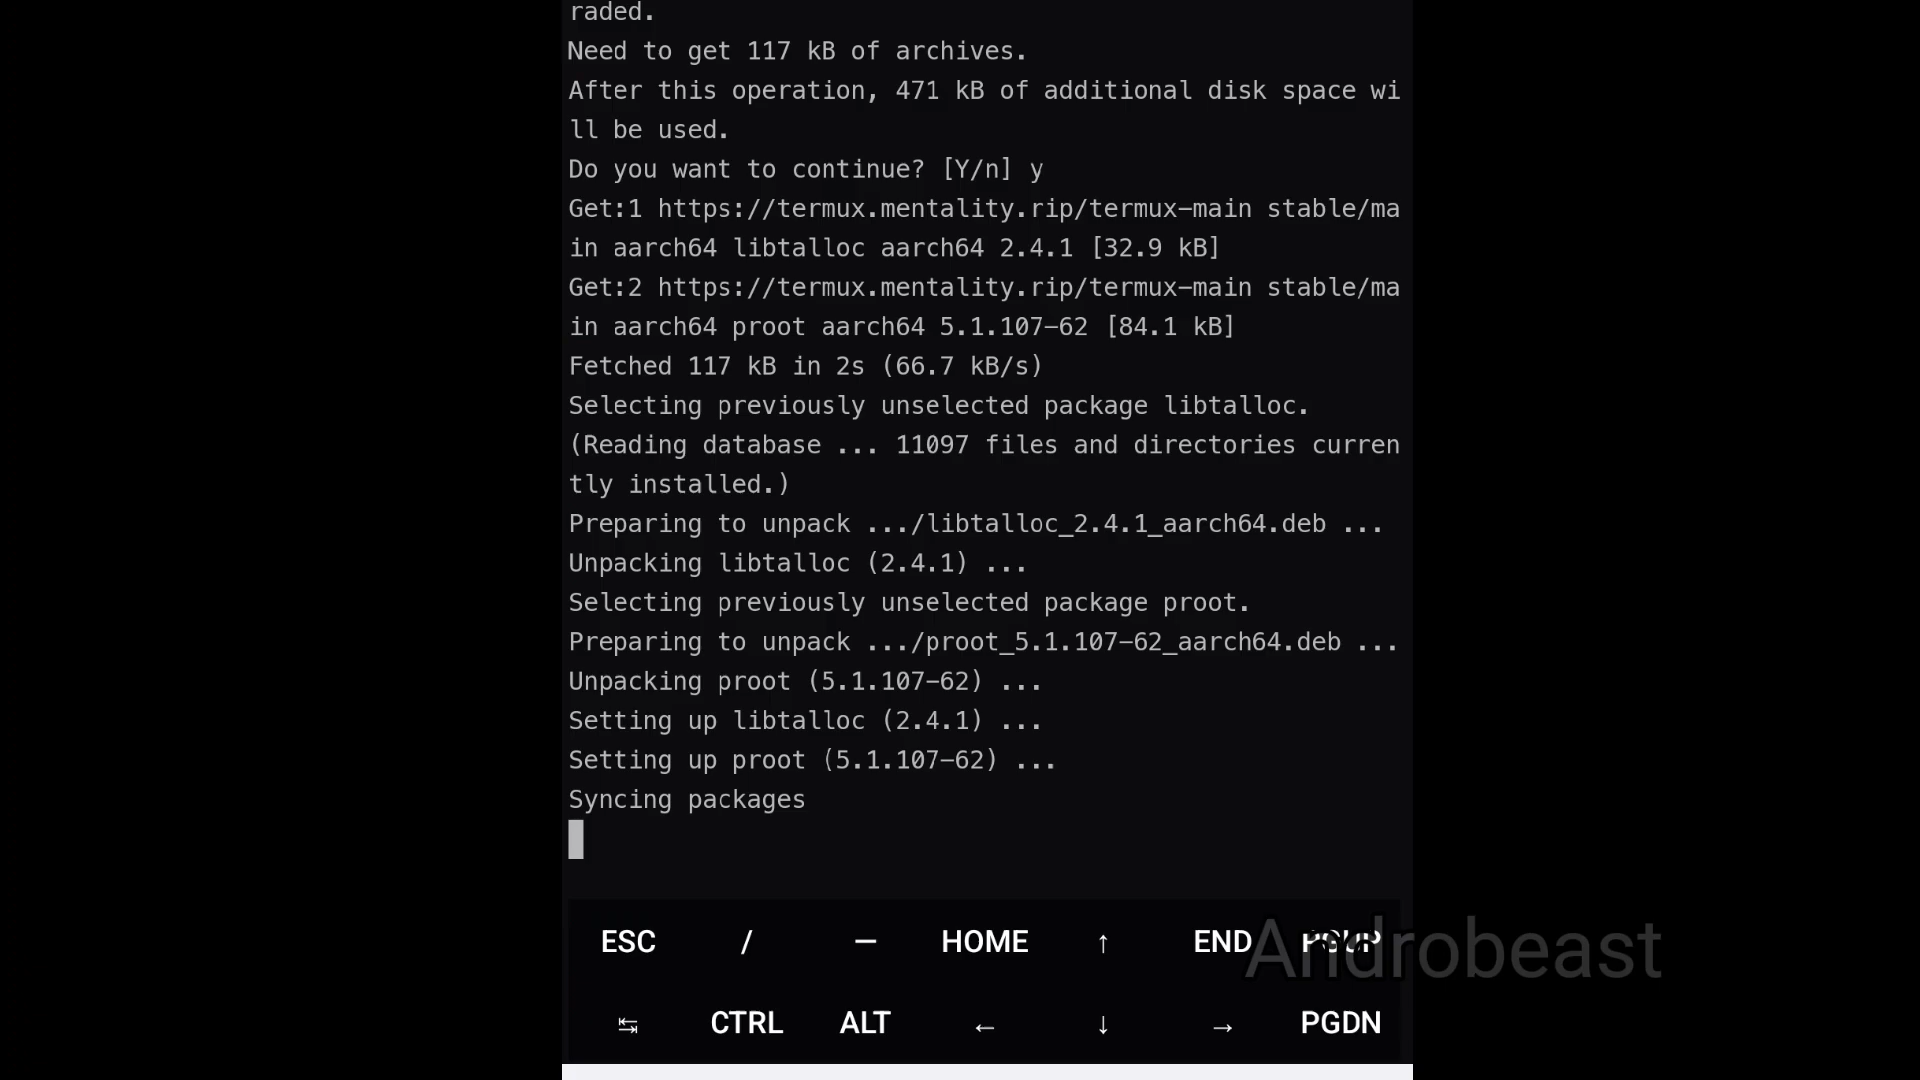 raded.
Need to get 117 kB of archives.
After this operation, 471 kB of additional disk space wi
ll be used.
Do you want to continue? [Y/n] y
Get:1 https://termux.mentality.rip/termux-main stable/ma
in aarch64 libtalloc aarch64 2.4.1 [32.9 kB]
Get:2 https://termux.mentality.rip/termux-main stable/ma
in aarch64 proot aarch64 5.1.107-62 [84.1 kB]
Fetched 117 kB in 2s (66.7 kB/s)
Selecting previously unselected package libtalloc.
(Reading database ... 11097 files and directories curren
tly installed.)
Preparing to unpack .../libtalloc_2.4.1_aarch64.deb ...
Unpacking libtalloc (2.4.1) ...
Selecting previously unselected package proot.
Preparing to unpack .../proot_5.1.107-62_aarch64.deb ...
Unpacking proot (5.1.107-62) ...
Setting up libtalloc (2.4.1) ...
Setting up proot (5.1.107-62) ...
Syncing packages
ESC / — HOME ↑ END PGUP
Androbeast
⇆ CTRL ALT ← ↓ → PGDN